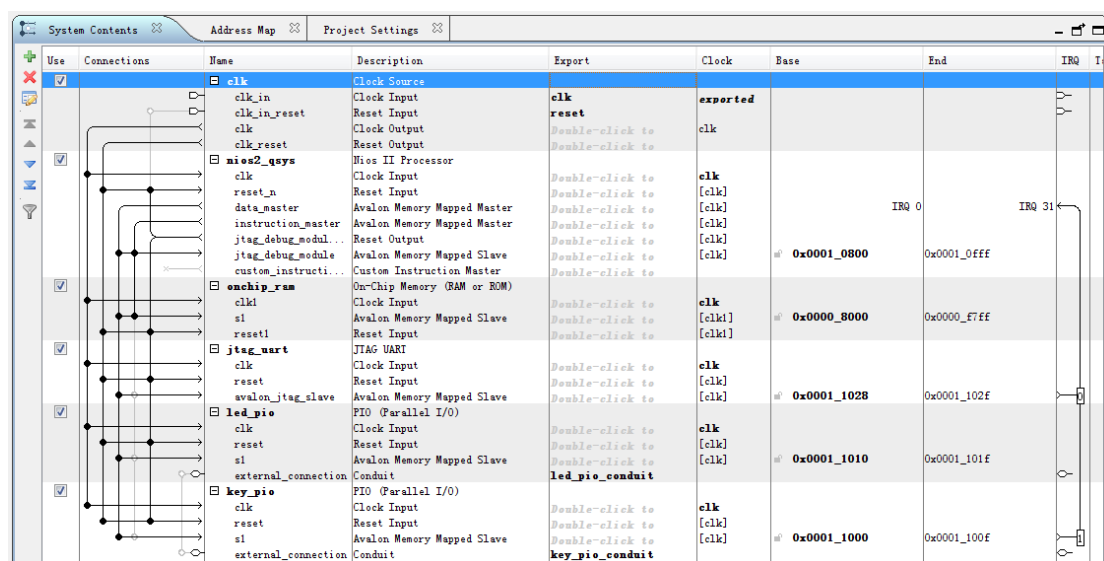 System Contents Address Map Project Settings
Use Connections Name Description Export Clock Base End IRQ
clk Clock Source
clk_in Clock Input clk exported
clk_in_reset Reset Input reset
clk Clock Output Double-click to clk
clk_reset Reset Output Double-click to
nios2_qsys Nios II Processor
clk Clock Input Double-click to clk
reset_n Reset Input Double-click to [clk]
data_master Avalon Memory Mapped Master Double-click to [clk] IRQ 0 IRQ 31
instruction_master Avalon Memory Mapped Master Double-click to [clk]
jtag_debug_modul... Reset Output Double-click to [clk]
jtag_debug_module Avalon Memory Mapped Slave Double-click to [clk] 0x0001_0800 0x0001_0fff
custom_instructi... Custom Instruction Master Double-click to
onchip_ram On-Chip Memory (RAM or ROM)
clk1 Clock Input Double-click to clk
s1 Avalon Memory Mapped Slave Double-click to [clk1] 0x0000_8000 0x0000_f7ff
reset1 Reset Input Double-click to [clk1]
jtag_uart JTAG UART
clk Clock Input Double-click to clk
reset Reset Input Double-click to [clk]
avalon_jtag_slave Avalon Memory Mapped Slave Double-click to [clk] 0x0001_1028 0x0001_102f 0
led_pio PIO (Parallel I/O)
clk Clock Input Double-click to clk
reset Reset Input Double-click to [clk]
s1 Avalon Memory Mapped Slave Double-click to [clk] 0x0001_1010 0x0001_101f
external_connection Conduit led_pio_conduit
key_pio PIO (Parallel I/O)
clk Clock Input Double-click to clk
reset Reset Input Double-click to [clk]
s1 Avalon Memory Mapped Slave Double-click to [clk] 0x0001_1000 0x0001_100f 1
external_connection Conduit key_pio_conduit